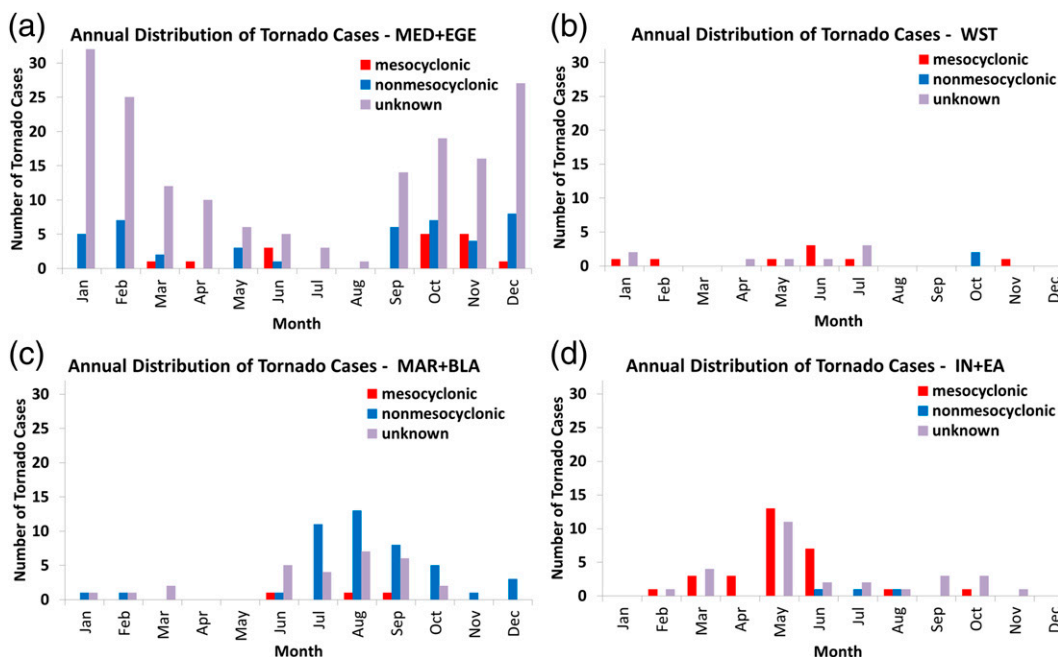 (a)
Annual Distribution of Tornado Cases - MED+EGE
mesocyclonic
nonmesocyclonic
unknown
Number of Tornado Cases
30
25
20
15
10
5
0
Jan Feb Mar Apr May Jun Jul Aug Sep Oct Nov Dec
Month
(b)
Annual Distribution of Tornado Cases - WST
mesocyclonic
nonmesocyclonic
unknown
Number of Tornado Cases
30
25
20
15
10
5
0
Jan Feb Mar Apr May Jun Jul Aug Sep Oct Nov Dec
Month
(c)
Annual Distribution of Tornado Cases - MAR+BLA
mesocyclonic
nonmesocyclonic
unknown
Number of Tornado Cases
30
25
20
15
10
5
0
Jan Feb Mar Apr May Jun Jul Aug Sep Oct Nov Dec
Month
(d)
Annual Distribution of Tornado Cases - IN+EA
mesocyclonic
nonmesocyclonic
unknown
Number of Tornado Cases
30
25
20
15
10
5
0
Jan Feb Mar Apr May Jun Jul Aug Sep Oct Nov Dec
Month